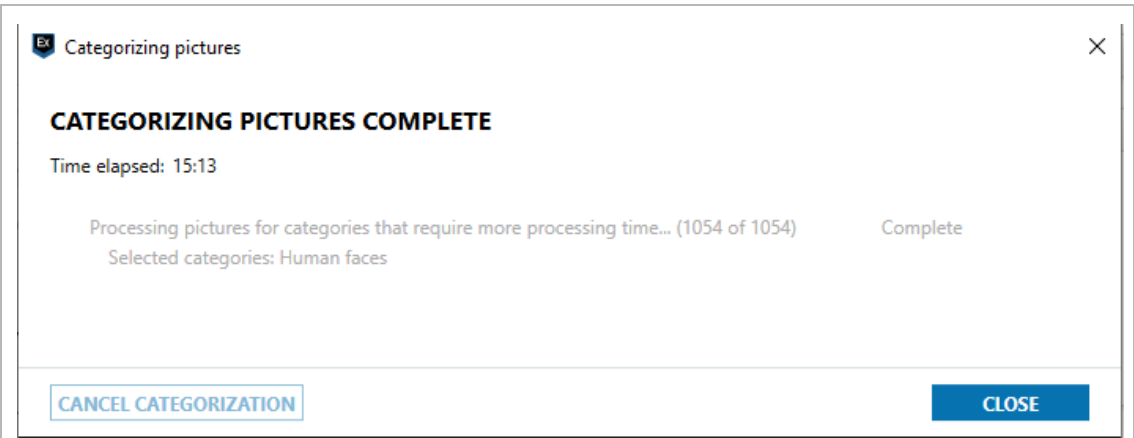 EX
Categorizing pictures
CATEGORIZING PICTURES COMPLETE
Time elapsed: 15:13
Processing pictures for categories that require more processing time... (1054 of 1054) Complete
Selected categories: Human faces
CANCEL CATEGORIZATION CLOSE